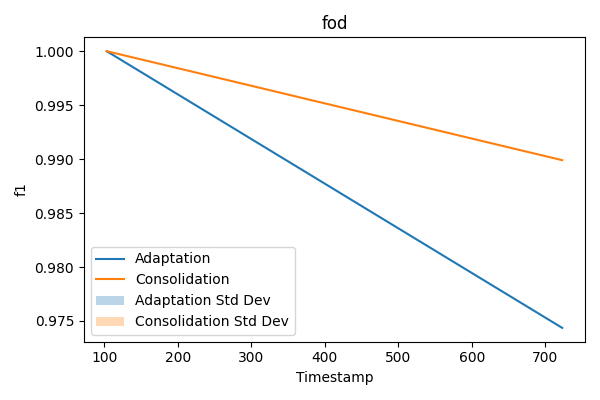 fod
1.000
0.995
0.990
0.985
0.980
0.975
f1
Adaptation
Consolidation
Adaptation Std Dev
Consolidation Std Dev
100 200 300 400 500 600 700
Timestamp